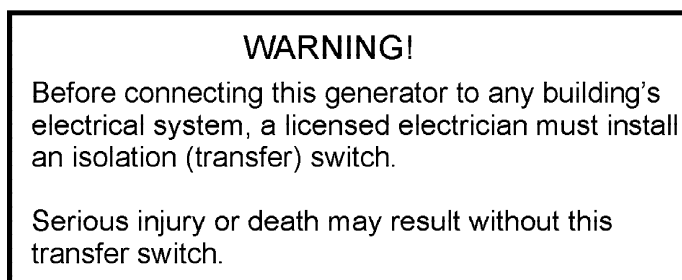 WARNING!
Before connecting this generator to any building's
electrical system, a licensed electrician must install
an isolation (transfer) switch.
Serious injury or death may result without this
transfer switch.